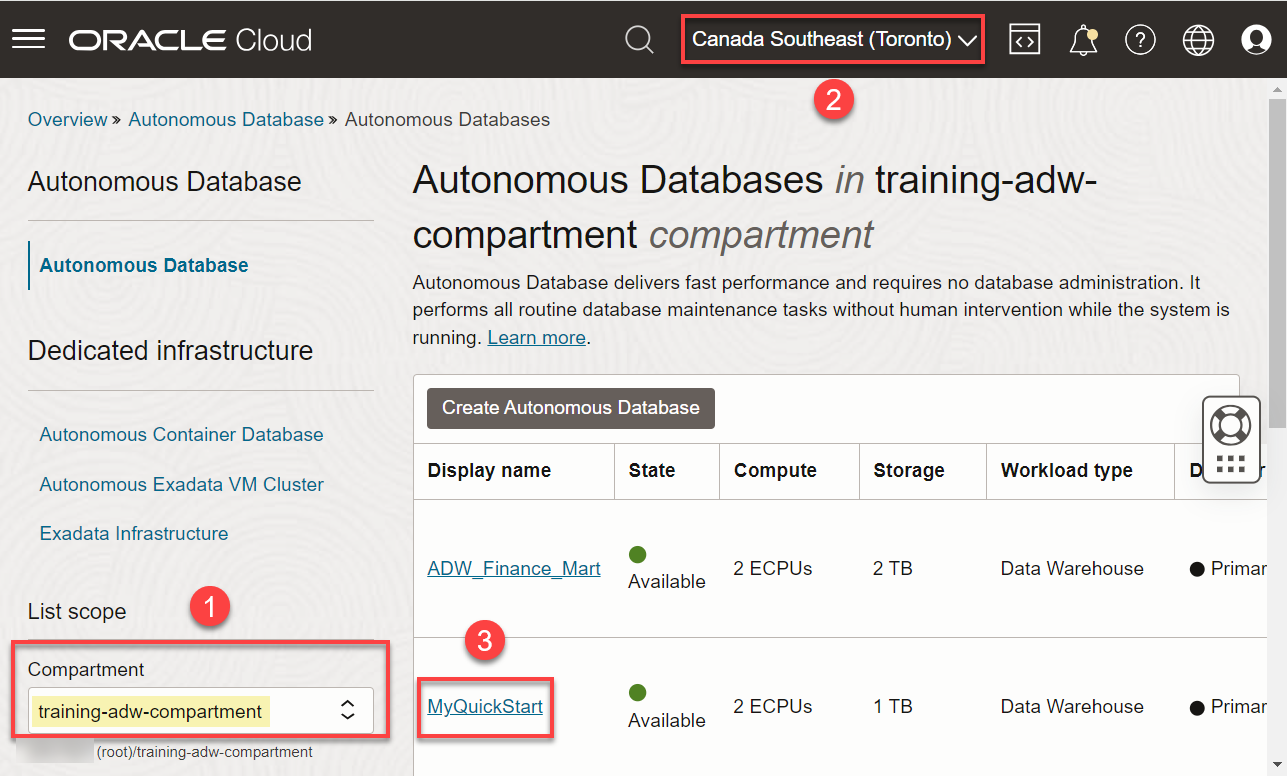 ORACLE Cloud
Canada Southeast (Toronto)
2
Overview » Autonomous Database » Autonomous Databases
Autonomous Database
Autonomous Database
Dedicated infrastructure
Autonomous Container Database
Autonomous Exadata VM Cluster
Exadata Infrastructure
List scope
1
Compartment
training-adw-compartment
(root)/training-adw-compartment
Autonomous Databases in training-adw-
compartment compartment
Autonomous Database delivers fast performance and requires no database administration. It
performs all routine database maintenance tasks without human intervention while the system is
running. Learn more.
Create Autonomous Database
Display name State Compute Storage Workload type
ADW_Finance_Mart Available 2 ECPUs 2 TB Data Warehouse Primar
3
MyQuickStart Available 2 ECPUs 1 TB Data Warehouse Primar